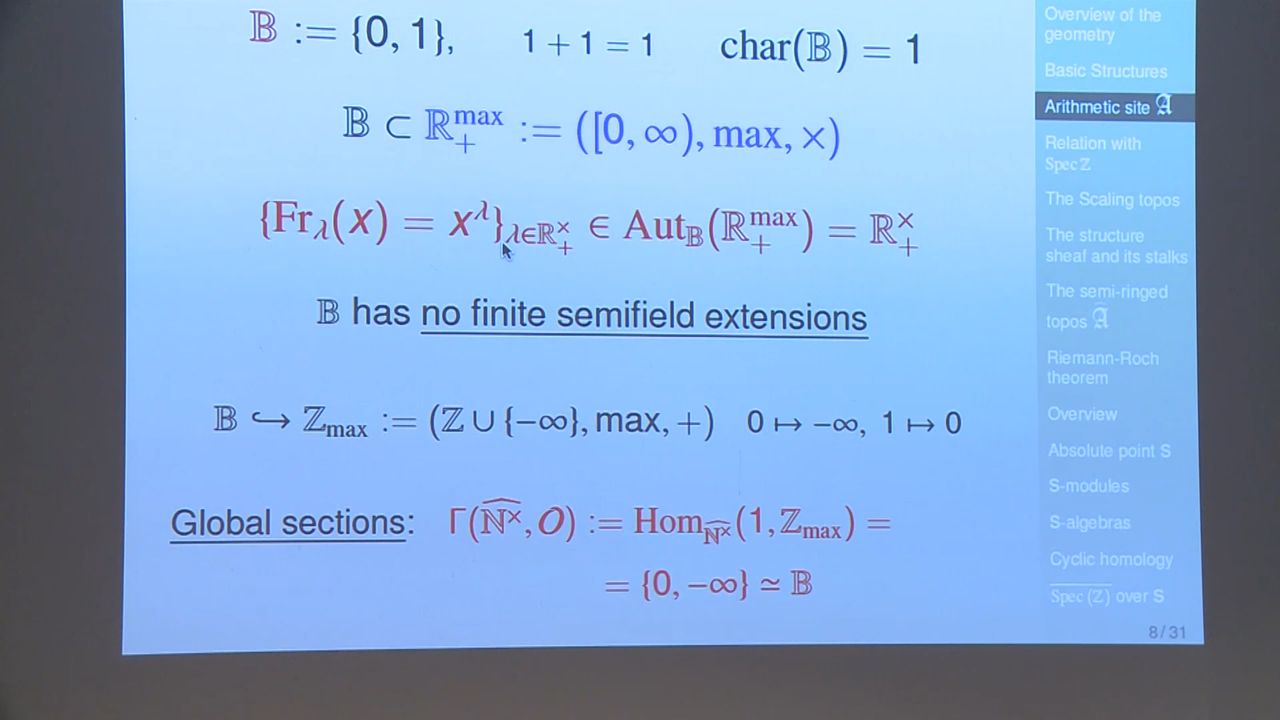 𝔹 := {0, 1}, 1 + 1 = 1 char(𝔹) = 1
𝔹 ⊂ ℝ₊ᵐᵃˣ := ([0, ∞), max, ×)
{Fr_λ(x) = x^λ}_{λ∈ℝ₊^×} ∈ Aut_𝔹(ℝ₊ᵐᵃˣ) = ℝ₊^×
𝔹 has no finite semifield extensions
𝔹 ↪ ℤ_max := (ℤ ∪ {−∞}, max, +) 0 ↦ −∞, 1 ↦ 0
Global sections: Γ(\widehat{ℕ^×}, O) := Hom_{\widehat{ℕ^×}}(1, ℤ_max) =
= {0, −∞} ≃ 𝔹
Overview of the
geometry
Basic Structures
Arithmetic site 𝔄
Relation with
Spec ℤ
The Scaling topos
The structure
sheaf and its stalks
The semi-ringed
topos \widehat{𝔄}
Riemann-Roch
theorem
Overview
Absolute point S
S-modules
S-algebras
Cyclic homology
\overline{Spec (ℤ)} over S
8 / 31